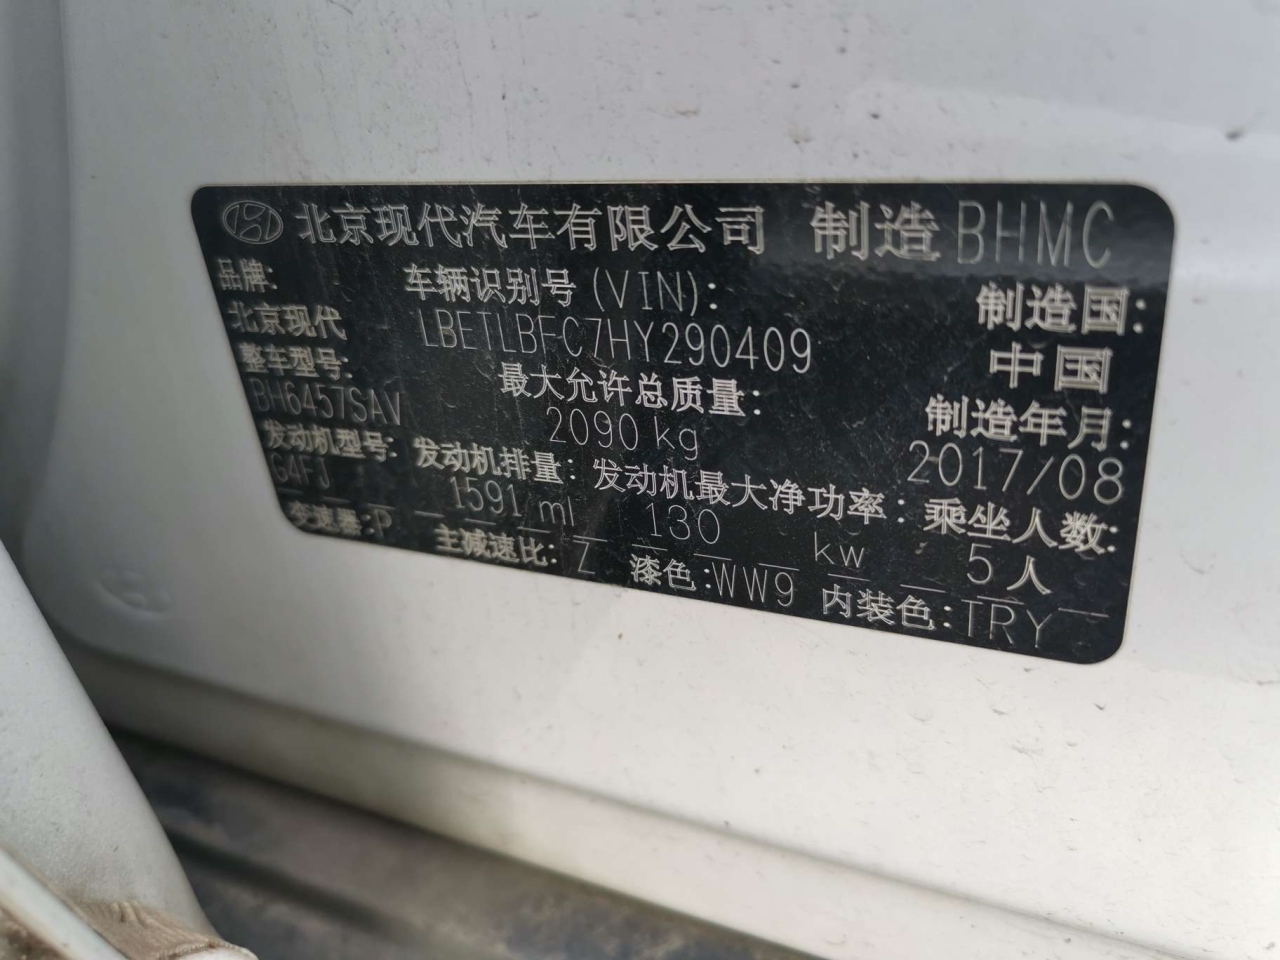 北京现代汽车有限公司 制造 BHMC
品牌: 车辆识别号 (VIN): 制造国:
北京现代 LBETLBFC7HY290409 中国
整车型号: 最大允许总质量: 制造年月:
BH6457SAV 2090 kg 2017/08
发动机型号: 发动机排量: 发动机最大净功率: 乘坐人数:
G4FJ 1591 ml 130 kw 5人
变速器:P 主减速比: Z 漆色:WW9 内装色:TRY